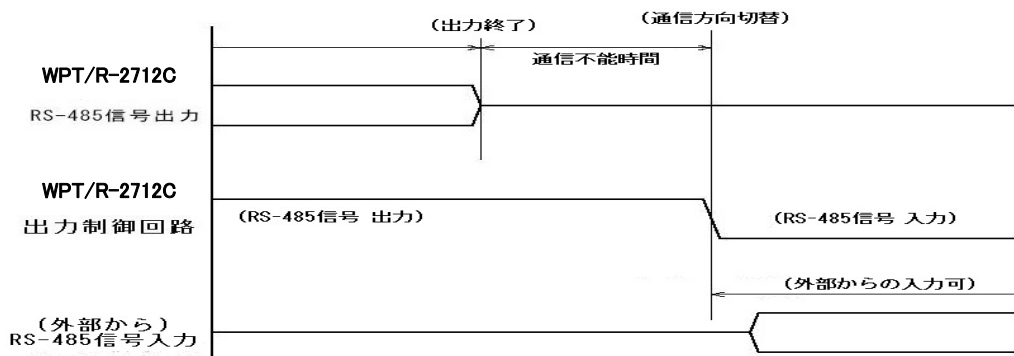 (通信方向切替)
(出力終了)
通信不能時間
WPT/R-2712C
RS-485信号出力
WPT/R-2712C
出力制御回路
(RS-485信号 出力)
(RS-485信号 入力)
(外部からの入力可)
(外部から)
RS-485信号入力